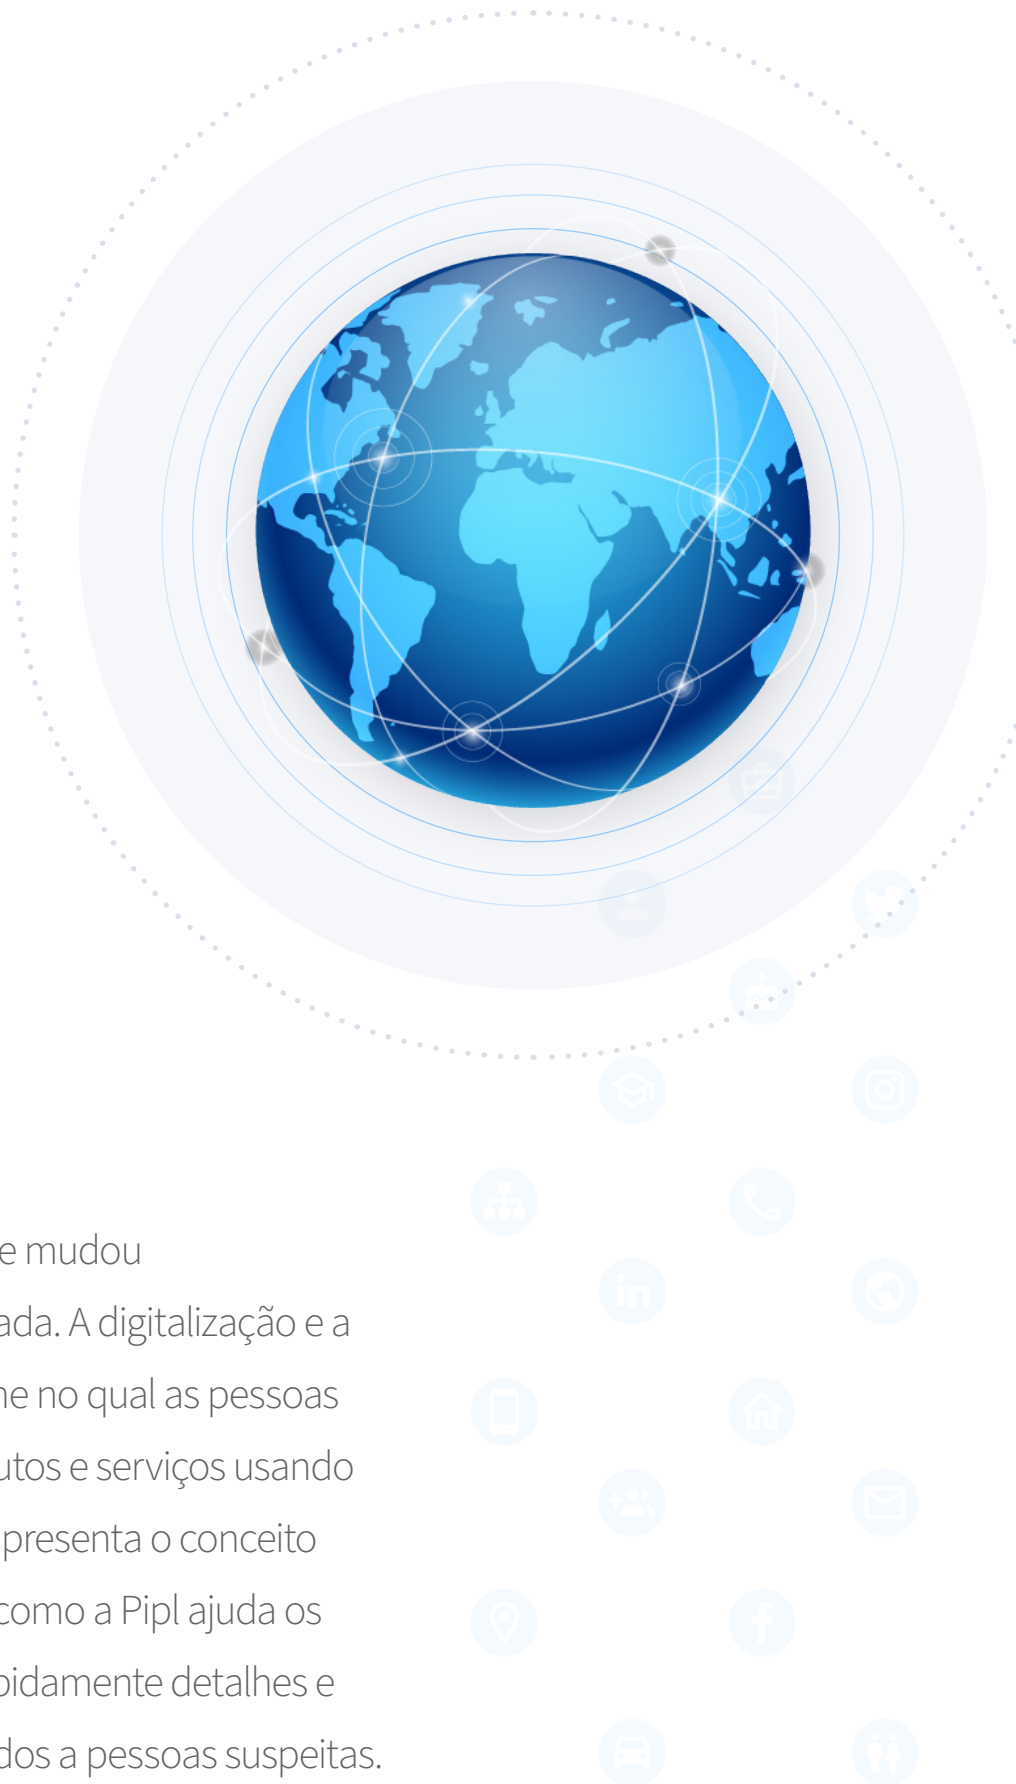 e mudou
ada. A digitalização e a
ne no qual as pessoas
utos e serviços usando
presenta o conceito
como a Pipl ajuda os
pidamente detalhes e
dos a pessoas suspeitas.